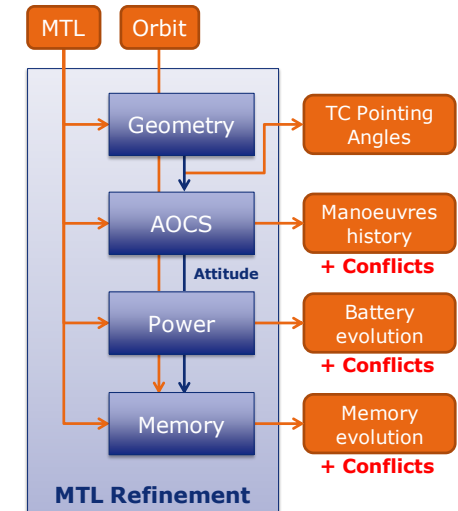 MTL
Orbit
Geometry
TC Pointing
Angles
AOCS
Manoeuvres
history
+ Conflicts
Attitude
Power
Battery
evolution
+ Conflicts
Memory
Memory
evolution
+ Conflicts
MTL Refinement